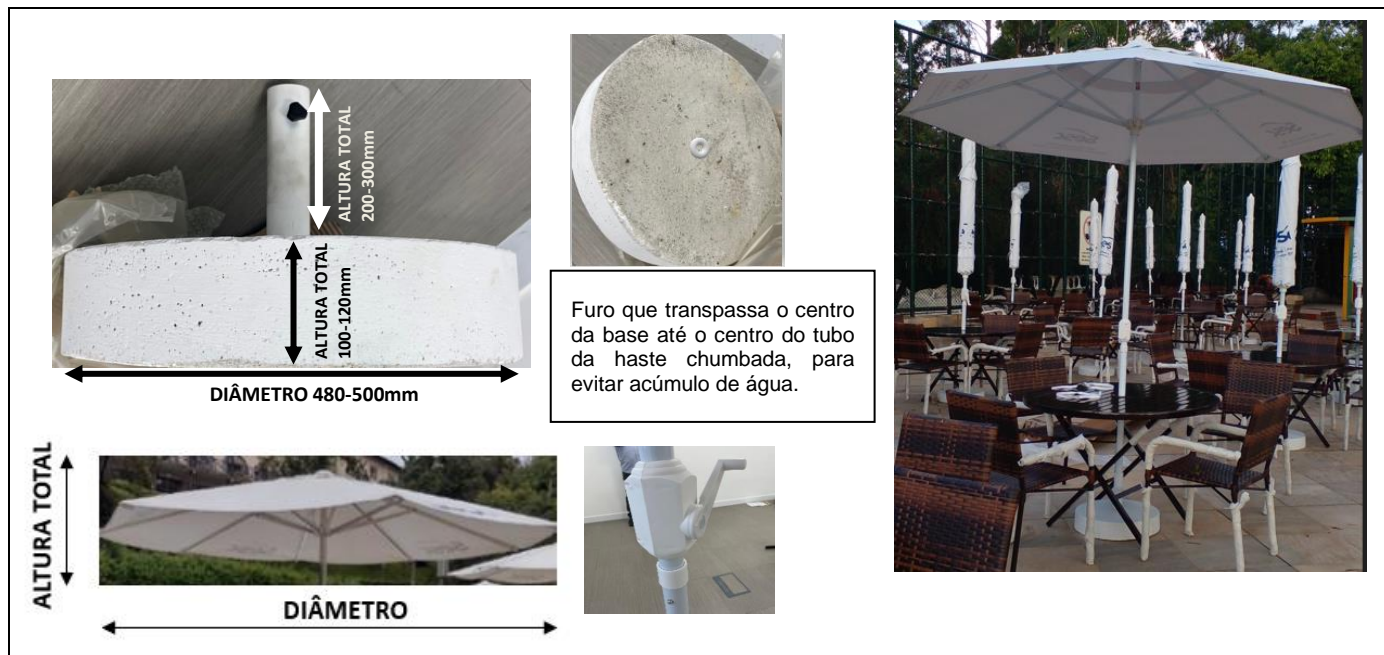 ALTURA TOTAL
200-300mm
ALTURA TOTAL
100-120mm
DIÂMETRO 480-500mm
Furo que transpassa o centro
da base até o centro do tubo
da haste chumbada, para
evitar acúmulo de água.
ALTURA TOTAL
DIÂMETRO